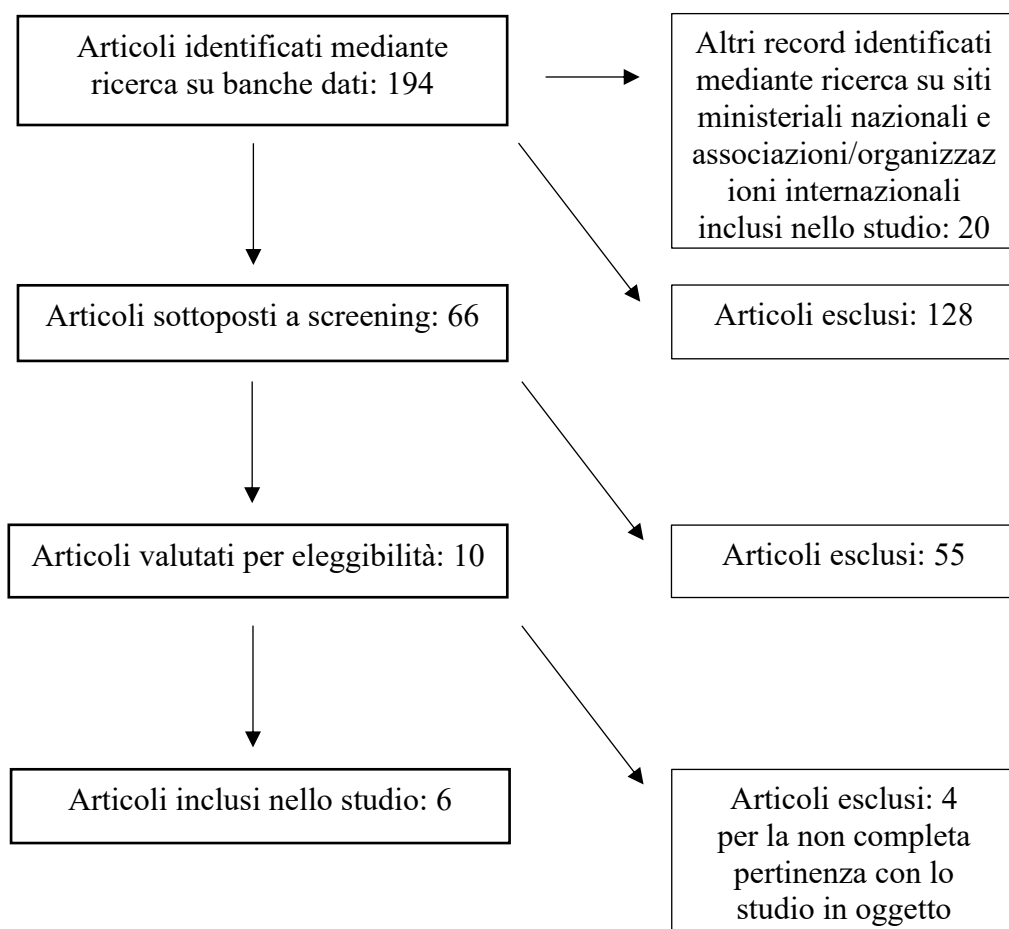 Articoli identificati mediante
ricerca su banche dati: 194
Altri record identificati
mediante ricerca su siti
ministeriali nazionali e
associazioni/organizzaz
ioni internazionali
inclusi nello studio: 20
Articoli sottoposti a screening: 66
Articoli esclusi: 128
Articoli valutati per eleggibilità: 10
Articoli esclusi: 55
Articoli inclusi nello studio: 6
Articoli esclusi: 4
per la non completa
pertinenza con lo
studio in oggetto